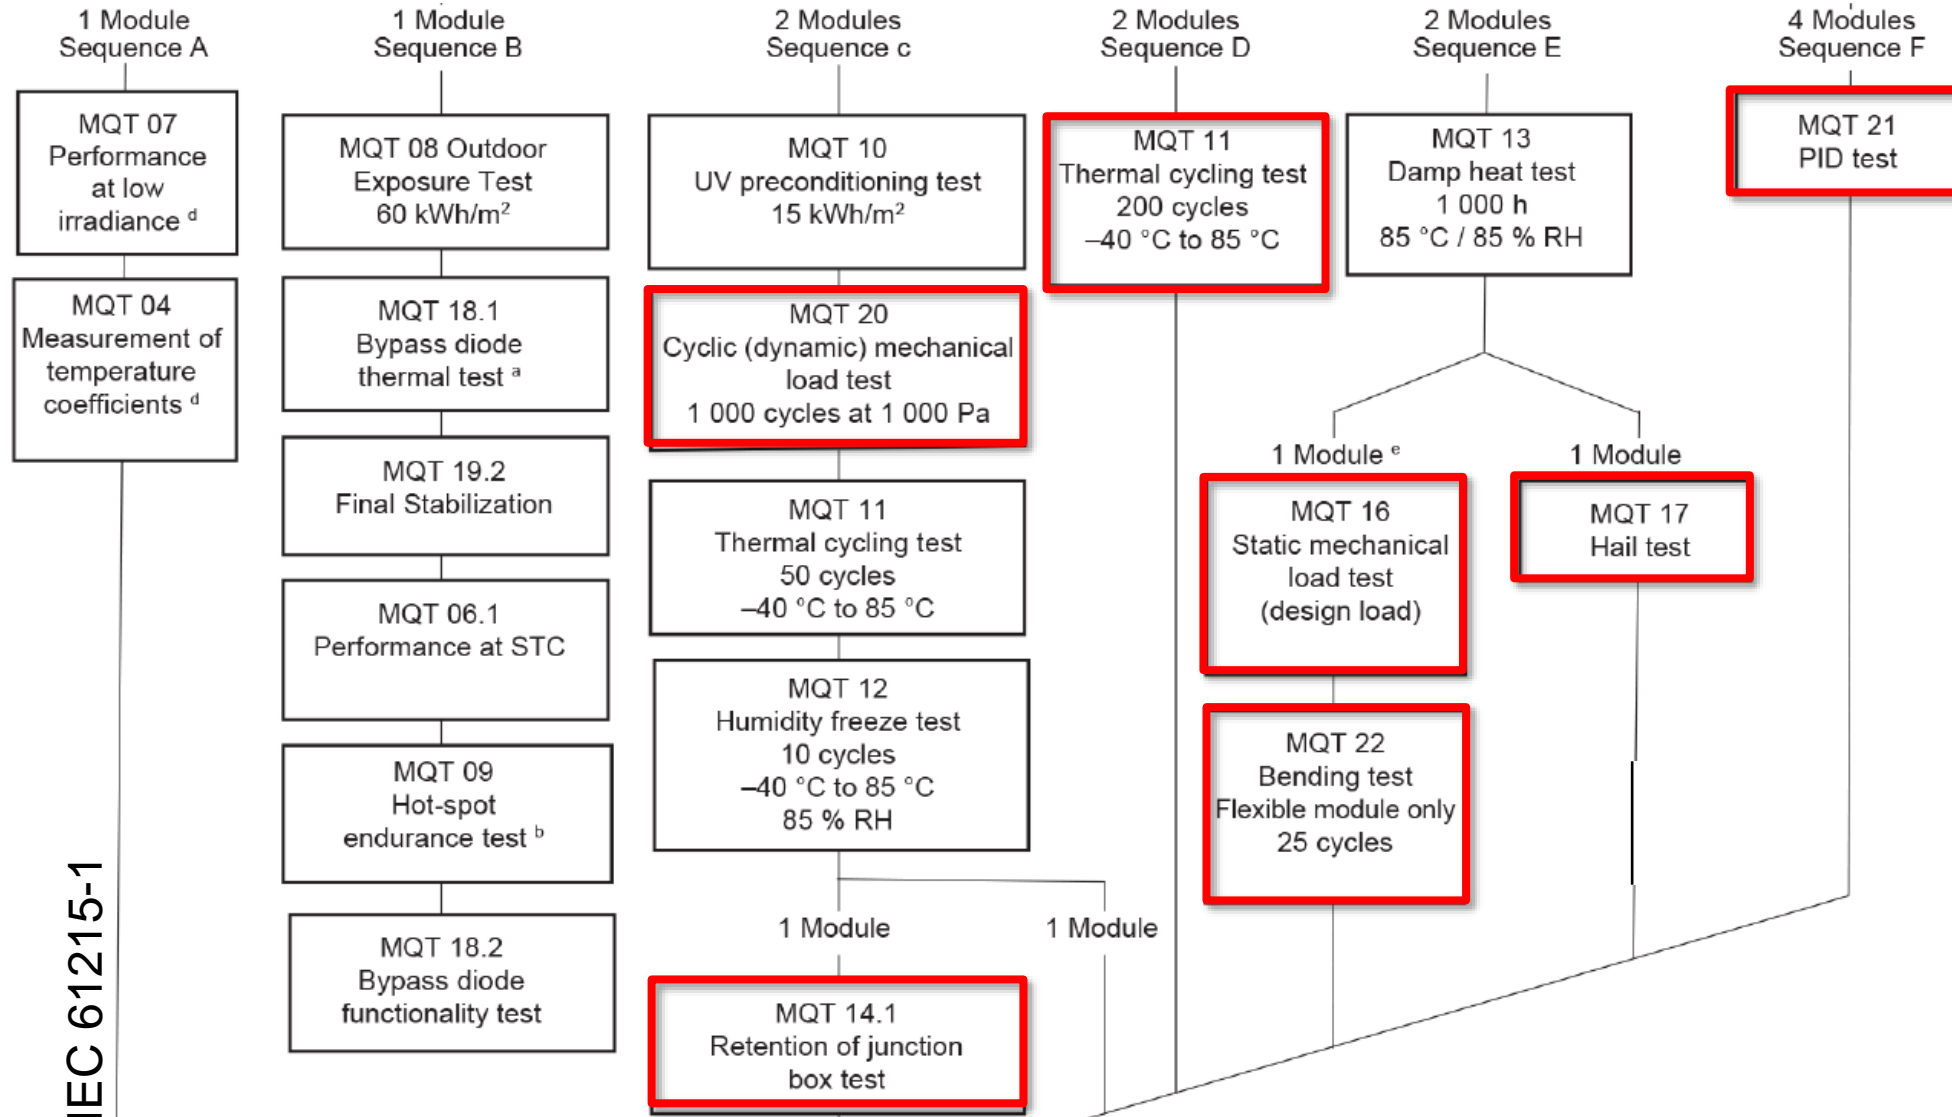 1 Module
Sequence A
MQT 07
Performance
at low
irradiance d
MQT 04
Measurement of
temperature
coefficients d
1 Module
Sequence B
MQT 08 Outdoor
Exposure Test
60 kWh/m²
MQT 18.1
Bypass diode
thermal test a
MQT 19.2
Final Stabilization
MQT 06.1
Performance at STC
MQT 09
Hot-spot
endurance test b
MQT 18.2
Bypass diode
functionality test
2 Modules
Sequence c
MQT 10
UV preconditioning test
15 kWh/m²
MQT 20
Cyclic (dynamic) mechanical
load test
1 000 cycles at 1 000 Pa
MQT 11
Thermal cycling test
50 cycles
–40 °C to 85 °C
MQT 12
Humidity freeze test
10 cycles
–40 °C to 85 °C
85 % RH
1 Module
1 Module
MQT 14.1
Retention of junction
box test
2 Modules
Sequence D
MQT 11
Thermal cycling test
200 cycles
–40 °C to 85 °C
2 Modules
Sequence E
MQT 13
Damp heat test
1 000 h
85 °C / 85 % RH
1 Module e
MQT 16
Static mechanical
load test
(design load)
MQT 22
Bending test
Flexible module only
25 cycles
1 Module
MQT 17
Hail test
4 Modules
Sequence F
MQT 21
PID test
IEC 61215-1